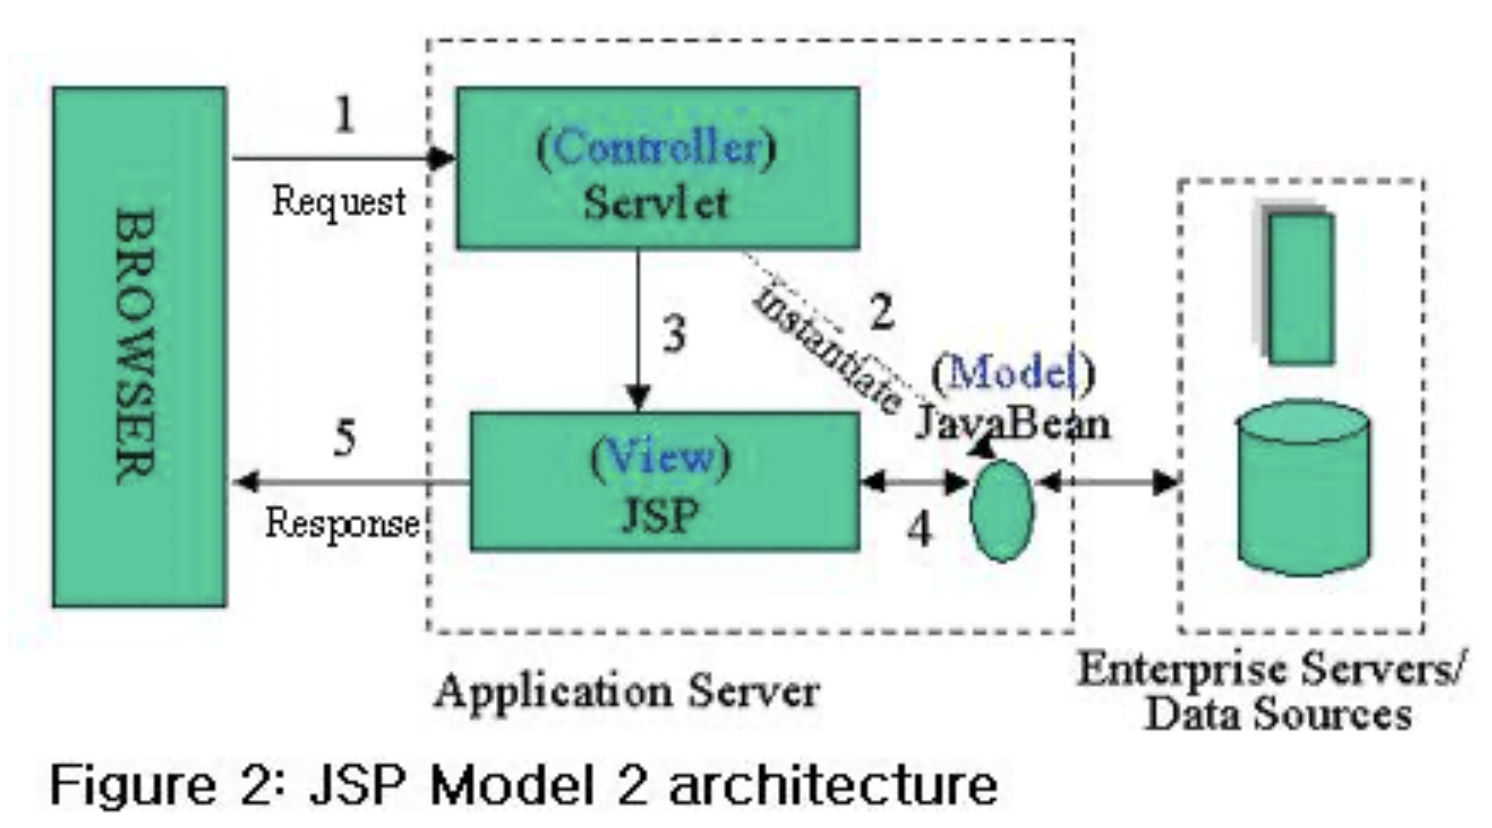 1
Request
BROWSER
(Controller)
Servlet
2
instantiate
3
(Model)
JavaBean
(View)
JSP
4
5
Response
Application Server
Enterprise Servers/
Data Sources
Figure 2: JSP Model 2 architecture